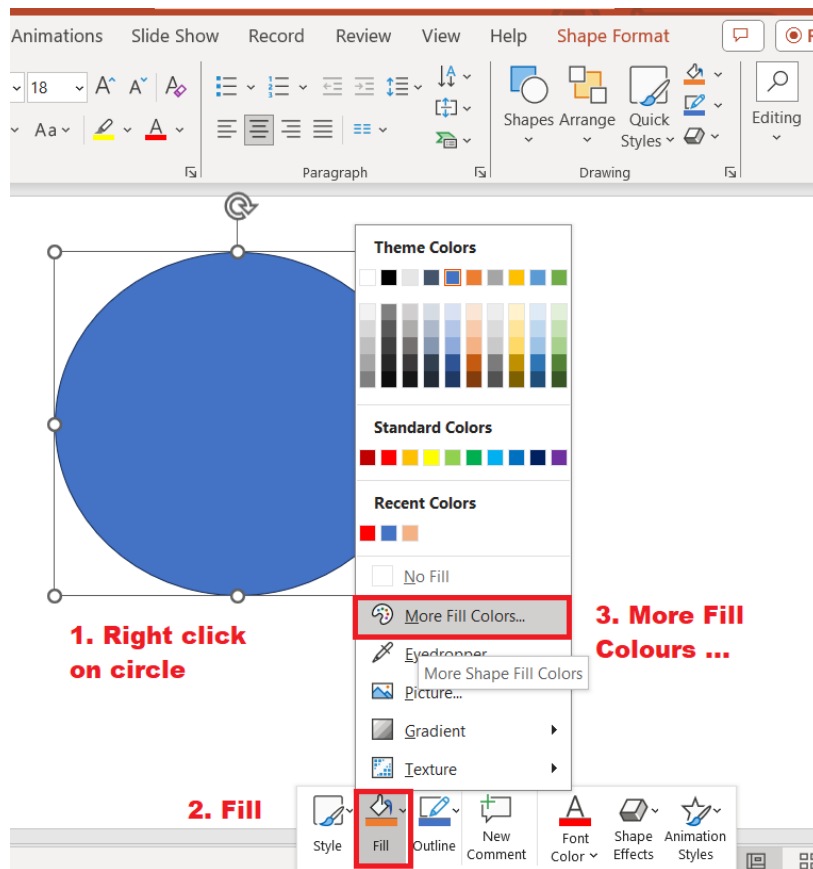 Animations Slide Show Record Review View Help Shape Format
18 A A A
Aa A
Shapes Arrange Quick Styles
Editing
Paragraph
Drawing
Theme Colors
Standard Colors
Recent Colors
No Fill
More Fill Colors...
3. More Fill
Colours ...
1. Right click
on circle
Eyedropper
More Shape Fill Colors
Picture...
Gradient
Texture
2. Fill
Style Fill Outline New Comment A Font Color Shape Effects Animation Styles